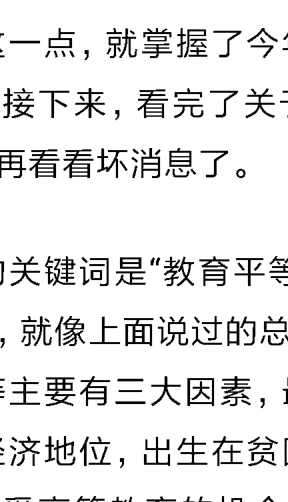 这一点，就掌握了今年
接下来，看完了关于
再看看坏消息了。
的关键词是“教育平等
，就像上面说过的总
等主要有三大因素，最
经济地位，出生在贫困